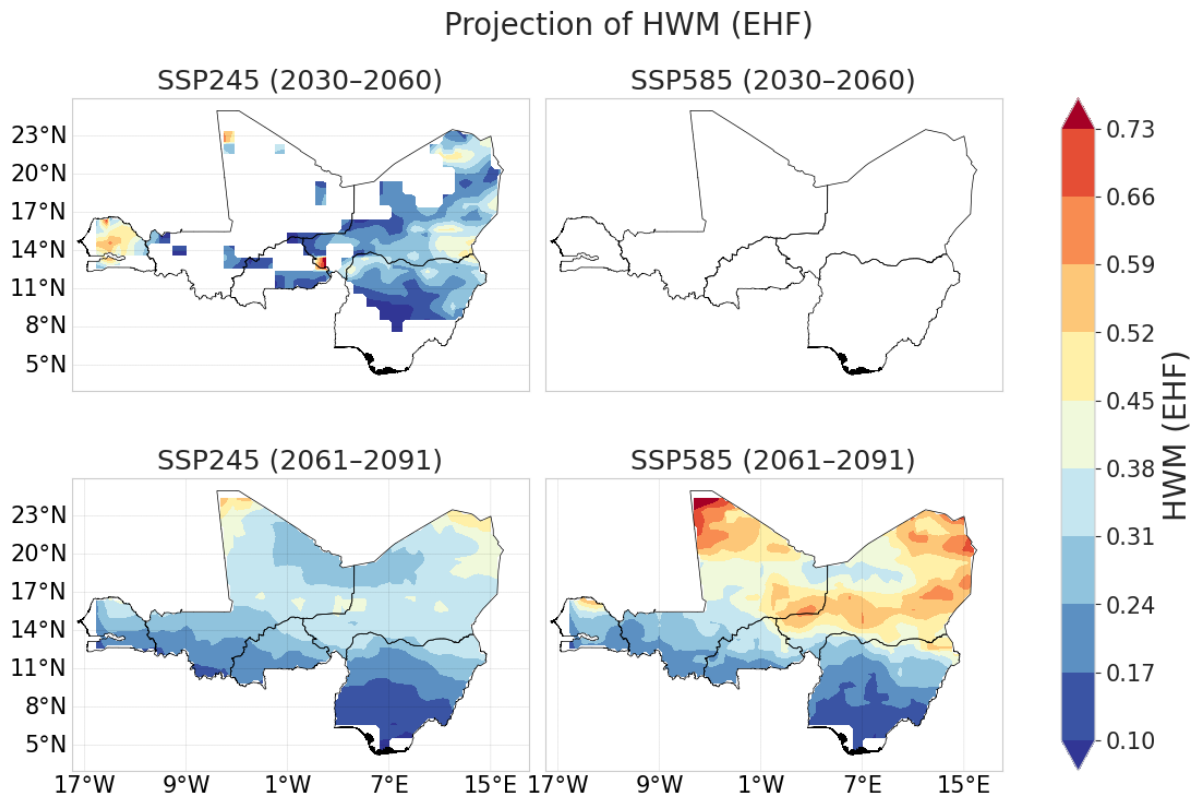 Projection of HWM (EHF)
SSP245 (2030–2060)
SSP585 (2030–2060)
23°N
20°N
17°N
14°N
11°N
8°N
5°N
SSP245 (2061–2091)
SSP585 (2061–2091)
23°N
20°N
17°N
14°N
11°N
8°N
5°N
17°W 9°W 1°W 7°E 15°E
17°W 9°W 1°W 7°E 15°E
0.73
0.66
0.59
0.52
0.45
0.38
0.31
0.24
0.17
0.10
HWM (EHF)